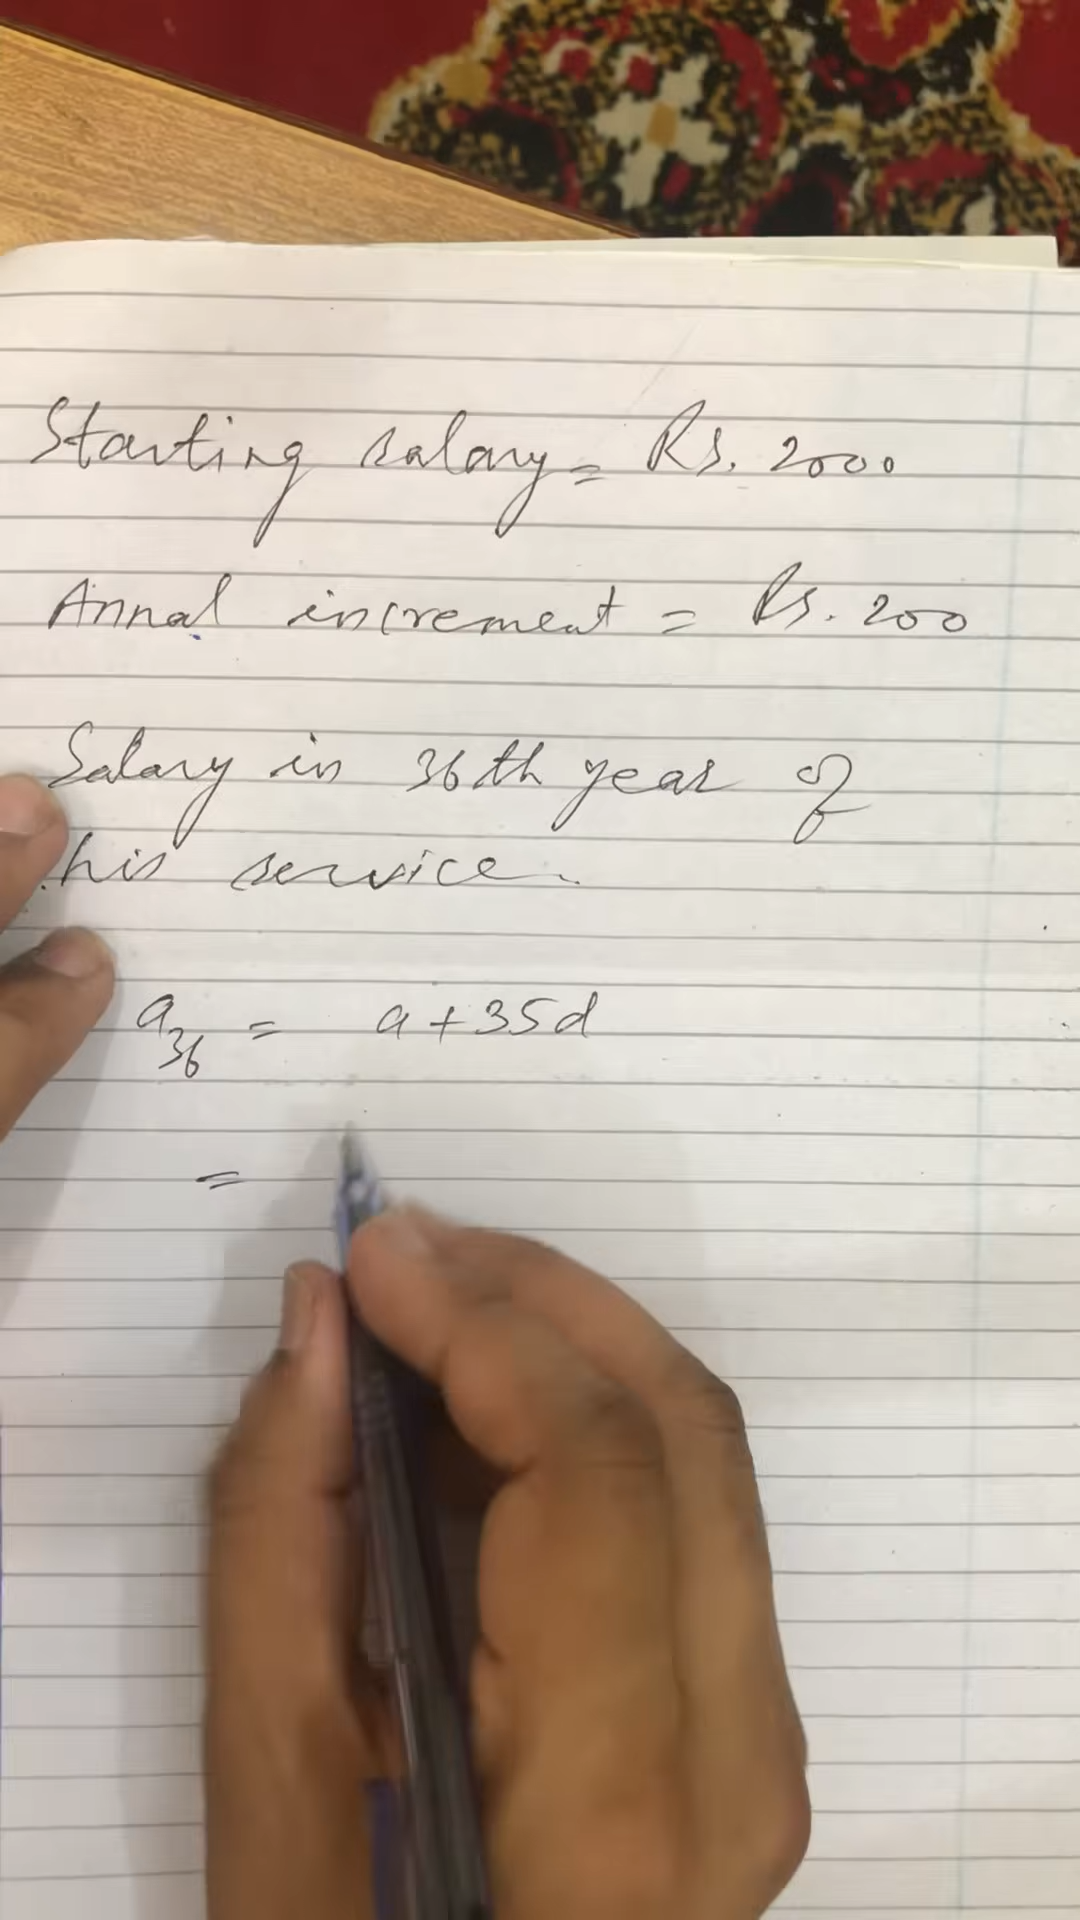 Starting salary = Rs. 2000
Annal increment = Rs. 200
Salary in 36th year of
his service.
a₃₆ = a + 35d
=